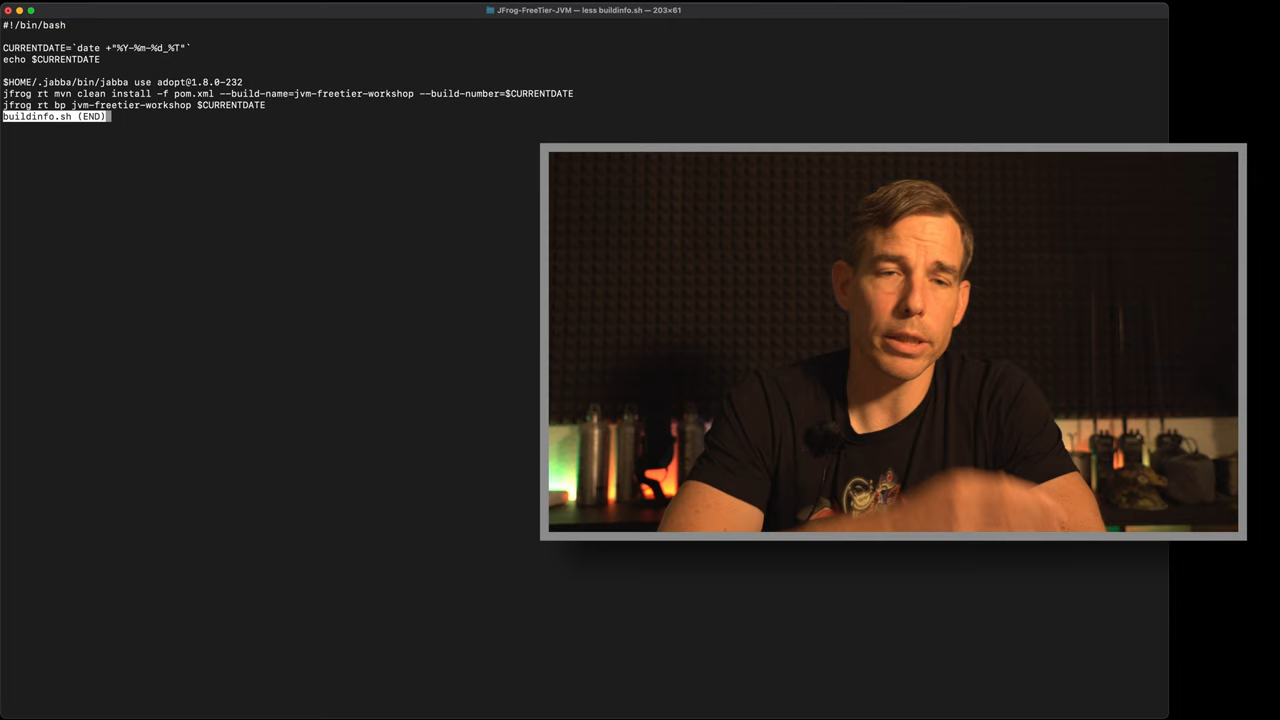 JFrog-FreeTier-JVM — less buildinfo.sh — 203×61
#!/bin/bash
CURRENTDATE=`date +"%Y-%m-%d_%T"`
echo $CURRENTDATE
$HOME/.jabba/bin/jabba use adopt@1.8.0-232
jfrog rt mvn clean install -f pom.xml --build-name=jvm-freetier-workshop --build-number=$CURRENTDATE
jfrog rt bp jvm-freetier-workshop $CURRENTDATE
buildinfo.sh (END)